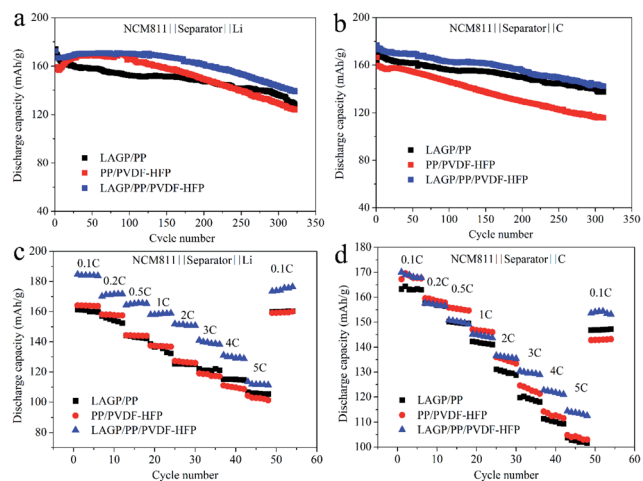 a
NCM811||Separator||Li
Discharge capacity (mAh/g)
200
160
120
80
40
LAGP/PP
PP/PVDF-HFP
LAGP/PP/PVDF-HFP
0 50 100 150 200 250 300 350
Cycle number
b
NCM811||Separator||C
Discharge capacity (mAh/g)
200
160
120
80
40
LAGP/PP
PP/PVDF-HFP
LAGP/PP/PVDF-HFP
0 50 100 150 200 250 300 350
Cycle number
c
NCM811||Separator||Li
Discharge capacity (mAh/g)
200
180
160
140
120
100
80
0.1C
0.2C
0.5C
1C
2C
3C
4C
5C
0.1C
LAGP/PP
PP/PVDF-HFP
LAGP/PP/PVDF-HFP
0 10 20 30 40 50 60
Cycle number
d
NCM811||Separator||C
Discharge capacity (mAh/g)
180
170
160
150
140
130
120
110
100
0.1C
0.2C
0.5C
1C
2C
3C
4C
5C
0.1C
LAGP/PP
PP/PVDF-HFP
LAGP/PP/PVDF-HFP
0 10 20 30 40 50 60
Cycle number